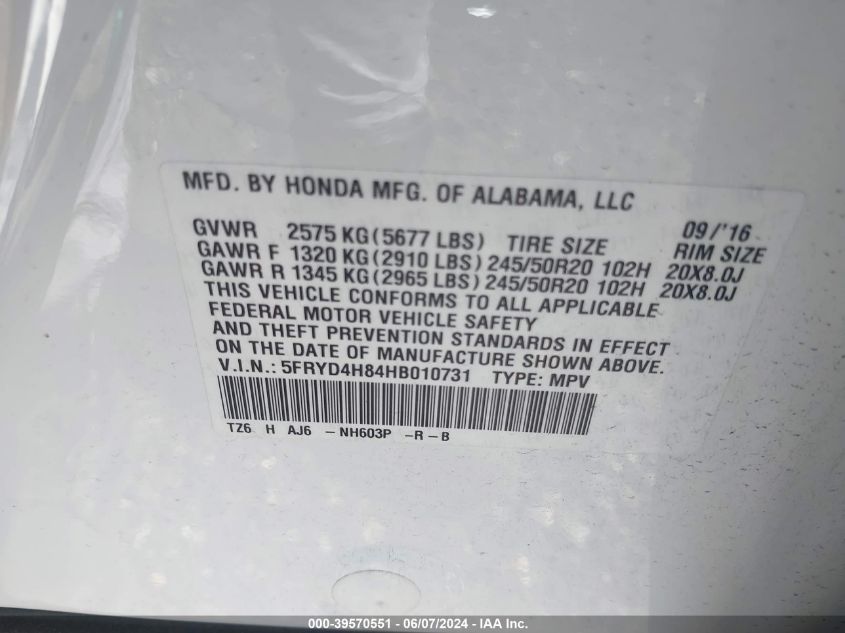 MFD. BY HONDA MFG. OF ALABAMA, LLC
GVWR 2575 KG (5677 LBS) TIRE SIZE 09/'16
GAWR F 1320 KG (2910 LBS) 245/50R20 102H RIM SIZE
GAWR R 1345 KG (2965 LBS) 245/50R20 102H 20X8.0J
20X8.0J
THIS VEHICLE CONFORMS TO ALL APPLICABLE
FEDERAL MOTOR VEHICLE SAFETY
AND THEFT PREVENTION STANDARDS IN EFFECT
ON THE DATE OF MANUFACTURE SHOWN ABOVE.
V.I.N.: 5FRYD4H84HB010731 TYPE: MPV
TZ6 H AJ6 -NH603P -R-B
000-39570551 - 06/07/2024 - IAA Inc.